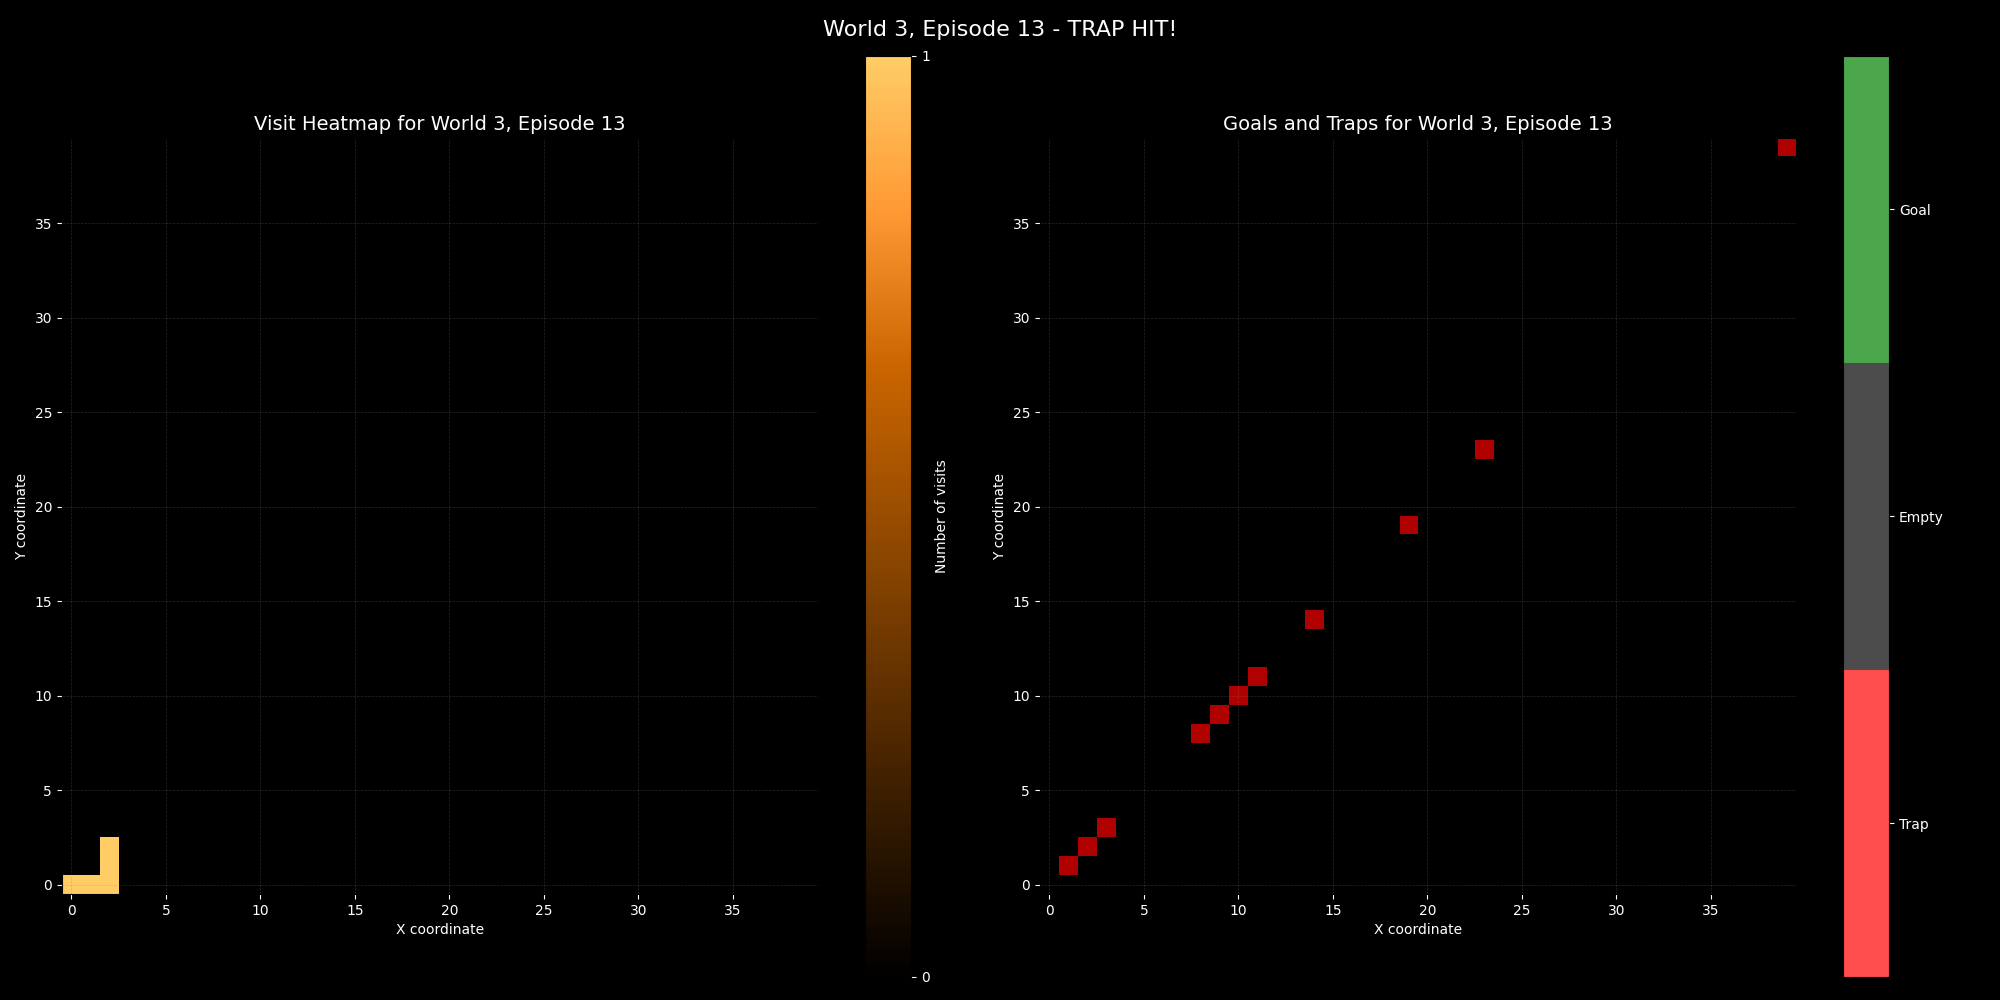 World 3, Episode 13 - TRAP HIT!
Visit Heatmap for World 3, Episode 13
Y coordinate
35
30
25
20
15
10
5
0
0 5 10 15 20 25 30 35
X coordinate
1
0
Number of visits
Goals and Traps for World 3, Episode 13
Y coordinate
35
30
25
20
15
10
5
0
0 5 10 15 20 25 30 35
X coordinate
Goal
Empty
Trap